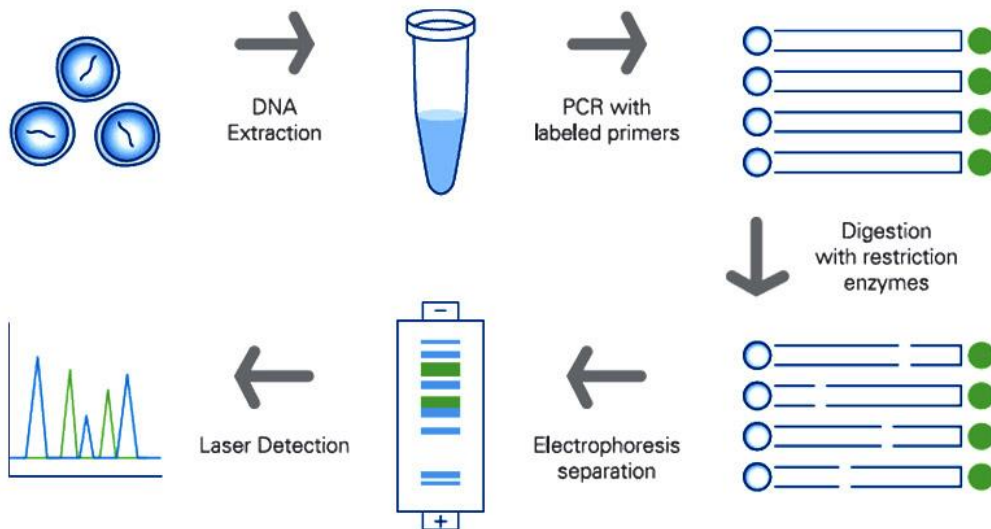 DNA
Extraction
PCR with
labeled primers
Digestion
with restriction
enzymes
−
Laser Detection
Electrophoresis
separation
+